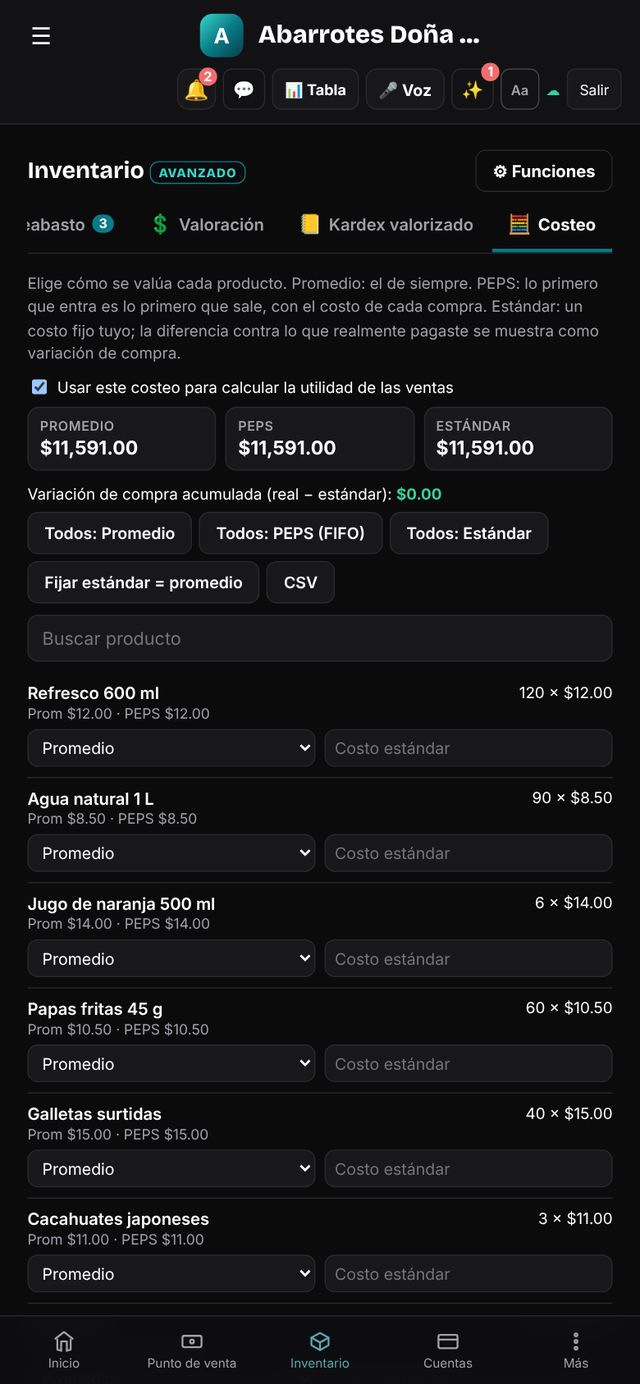 A Abarrotes Doña ...
2
1
Tabla
Voz
Aa
Salir
Inventario AVANZADO
Funciones
eabasto 3
Valoración
Kardex valorizado
Costeo
Elige cómo se valúa cada producto. Promedio: el de siempre. PEPS: lo primero
que entra es lo primero que sale, con el costo de cada compra. Estándar: un
costo fijo tuyo; la diferencia contra lo que realmente pagaste se muestra como
variación de compra.
Usar este costeo para calcular la utilidad de las ventas
PROMEDIO
$11,591.00
PEPS
$11,591.00
ESTÁNDAR
$11,591.00
Variación de compra acumulada (real − estándar): $0.00
Todos: Promedio
Todos: PEPS (FIFO)
Todos: Estándar
Fijar estándar = promedio
CSV
Buscar producto
Refresco 600 ml
120 × $12.00
Prom $12.00 · PEPS $12.00
Promedio
Costo estándar
Agua natural 1 L
90 × $8.50
Prom $8.50 · PEPS $8.50
Promedio
Costo estándar
Jugo de naranja 500 ml
6 × $14.00
Prom $14.00 · PEPS $14.00
Promedio
Costo estándar
Papas fritas 45 g
60 × $10.50
Prom $10.50 · PEPS $10.50
Promedio
Costo estándar
Galletas surtidas
40 × $15.00
Prom $15.00 · PEPS $15.00
Promedio
Costo estándar
Cacahuates japoneses
3 × $11.00
Prom $11.00 · PEPS $11.00
Promedio
Costo estándar
Inicio
Punto de venta
Inventario
Cuentas
Más